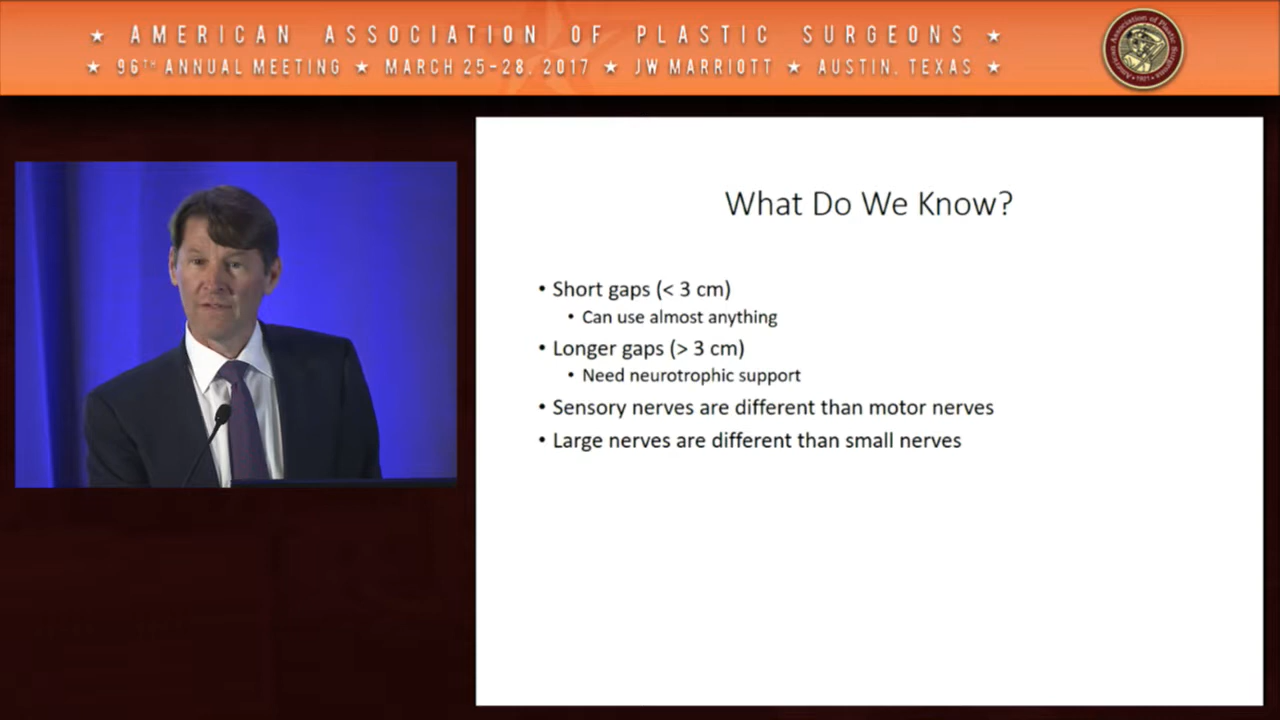 ★ AMERICAN ASSOCIATION OF PLASTIC SURGEONS ★
★ 96TH ANNUAL MEETING ★ MARCH 25-28, 2017 ★ JW MARRIOTT ★ AUSTIN, TEXAS ★
What Do We Know?
• Short gaps (< 3 cm)
• Can use almost anything
• Longer gaps (> 3 cm)
• Need neurotrophic support
• Sensory nerves are different than motor nerves
• Large nerves are different than small nerves